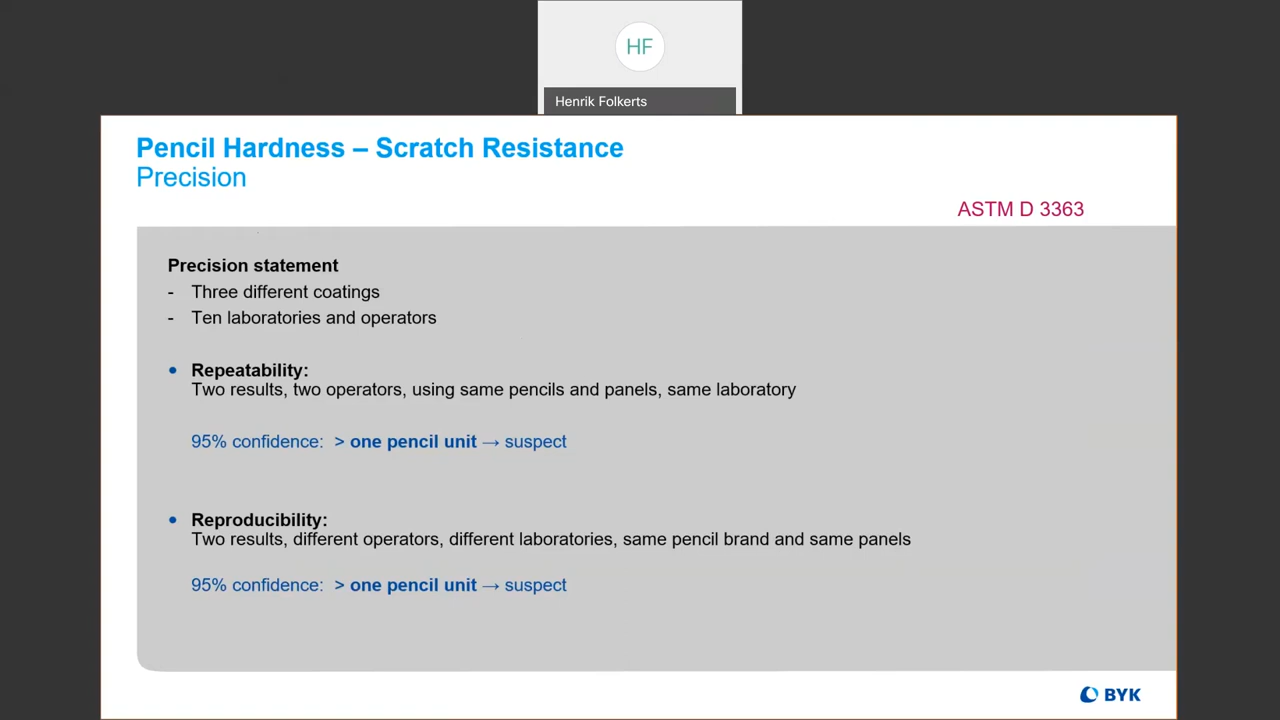 HF
Henrik Folkerts
Pencil Hardness – Scratch Resistance
Precision
ASTM D 3363
Precision statement
- Three different coatings
- Ten laboratories and operators
• Repeatability:
Two results, two operators, using same pencils and panels, same laboratory
95% confidence: > one pencil unit → suspect
• Reproducibility:
Two results, different operators, different laboratories, same pencil brand and same panels
95% confidence: > one pencil unit → suspect
BYK